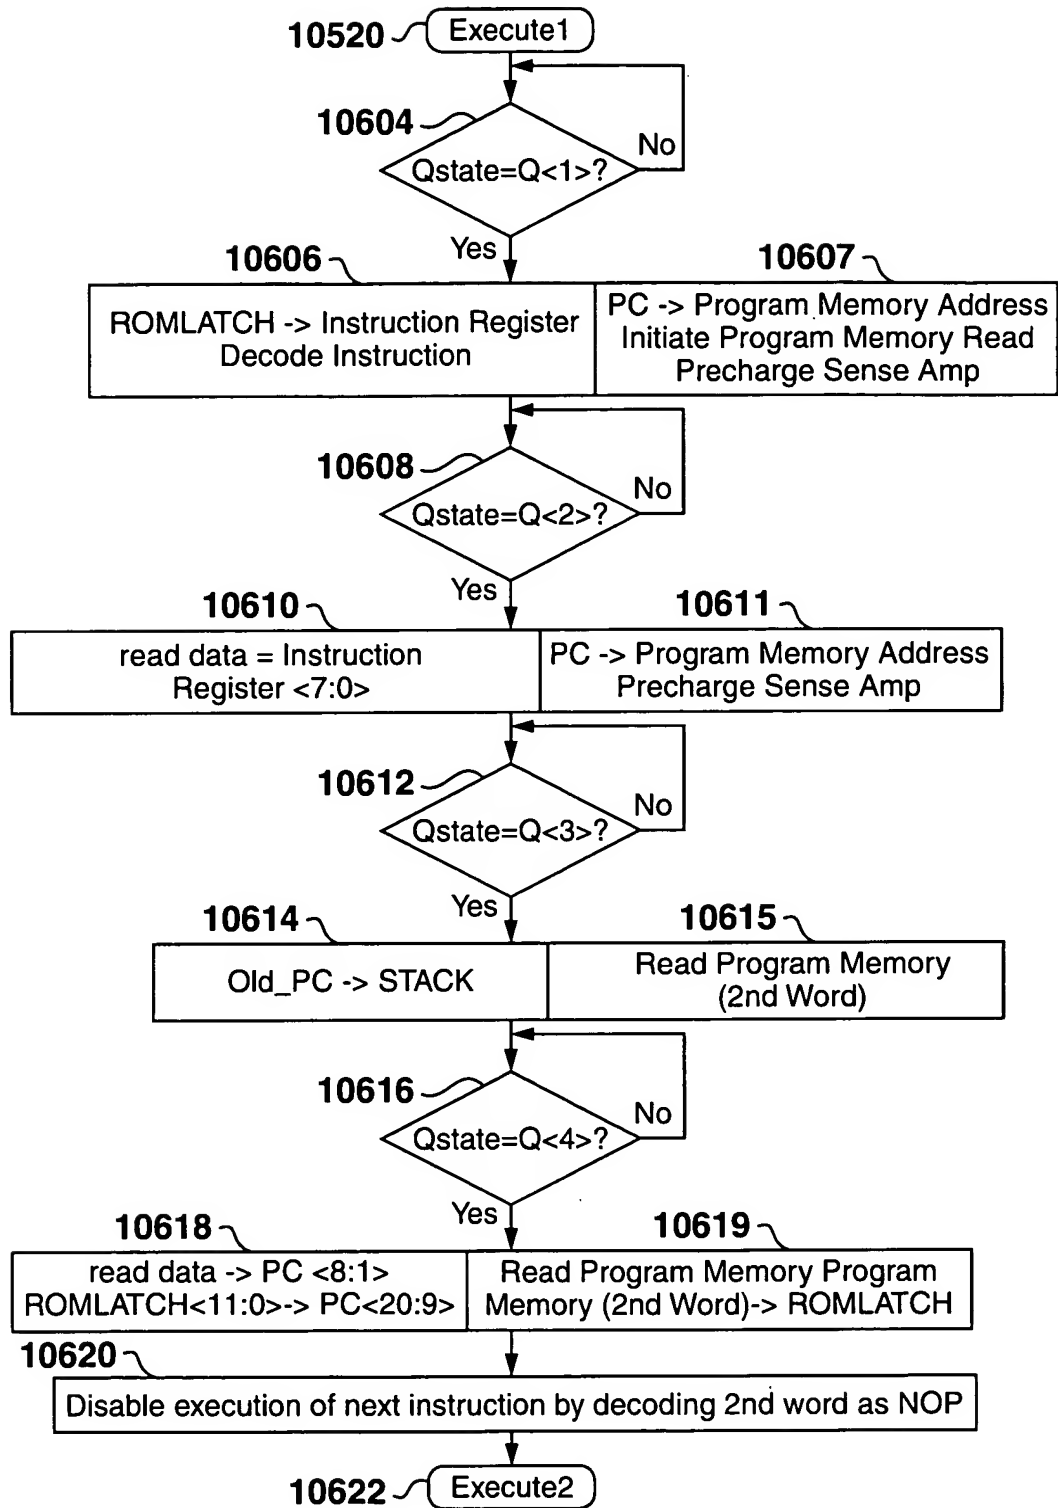 10520
Execute1
10604
Qstate=Q<1>?
No
Yes
10606
10607
ROMLATCH -> Instruction Register
Decode Instruction
PC -> Program Memory Address
Initiate Program Memory Read
Precharge Sense Amp
10608
Qstate=Q<2>?
No
Yes
10610
10611
read data = Instruction
Register <7:0>
PC -> Program Memory Address
Precharge Sense Amp
10612
Qstate=Q<3>?
No
Yes
10614
10615
Old_PC -> STACK
Read Program Memory
(2nd Word)
10616
Qstate=Q<4>?
No
Yes
10618
10619
read data -> PC <8:1>
ROMLATCH<11:0>-> PC<20:9>
Read Program Memory Program
Memory (2nd Word)-> ROMLATCH
10620
Disable execution of next instruction by decoding 2nd word as NOP
10622
Execute2